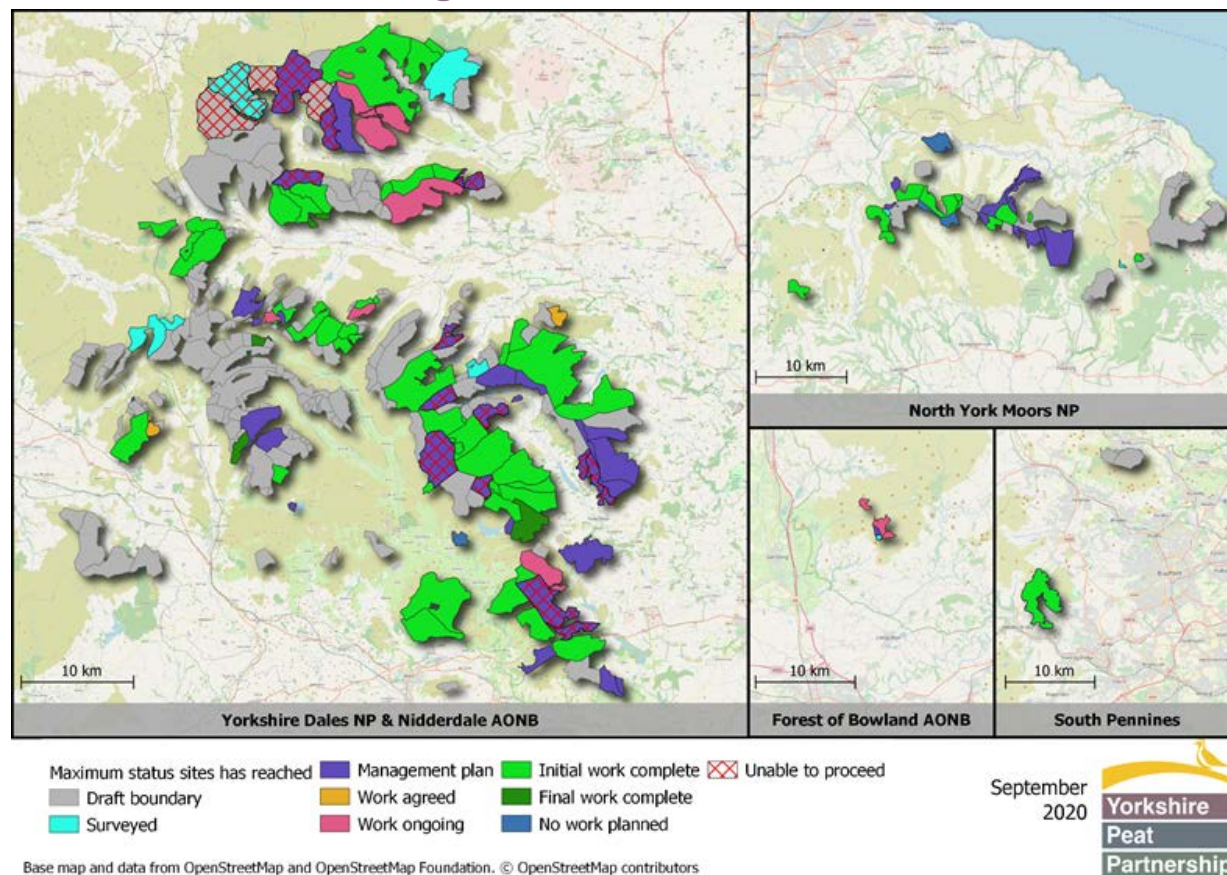 10 km
Yorkshire Dales NP & Nidderdale AONB
10 km
North York Moors NP
10 km
Forest of Bowland AONB
10 km
South Pennines
Maximum status sites has reached
Draft boundary
Surveyed
Management plan
Work agreed
Work ongoing
Initial work complete
Final work complete
No work planned
Unable to proceed
September
2020
Yorkshire
Peat
Partnership
Base map and data from OpenStreetMap and OpenStreetMap Foundation. © OpenStreetMap contributors